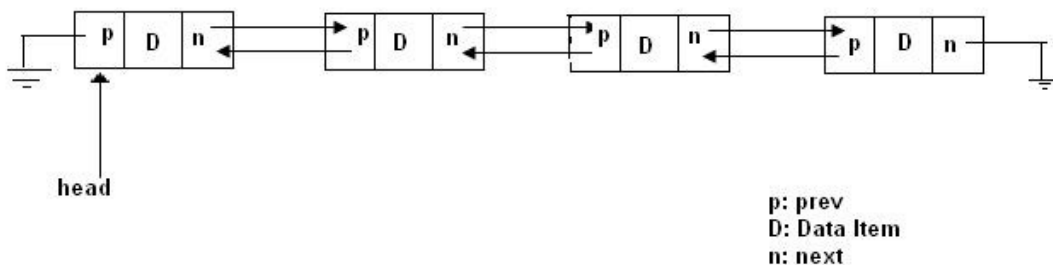 p D n p D n p D n p D n
head
p: prev
D: Data Item
n: next